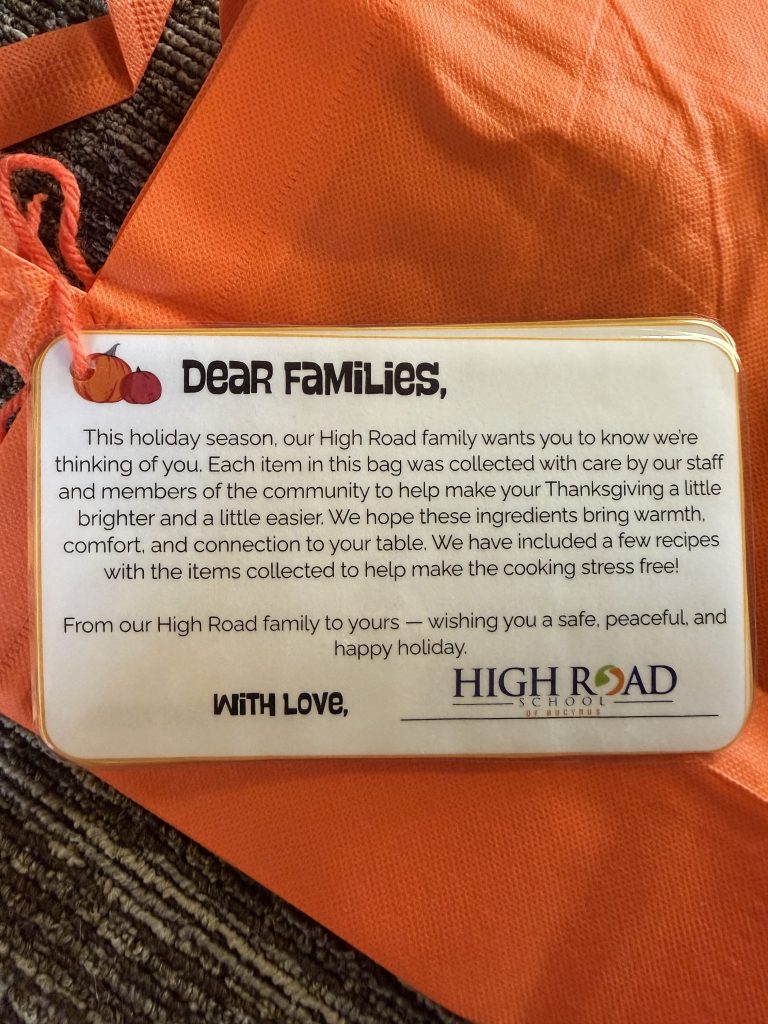 Dear Families,
This holiday season, our High Road family wants you to know we're
thinking of you. Each item in this bag was collected with care by our staff
and members of the community to help make your Thanksgiving a little
brighter and a little easier. We hope these ingredients bring warmth,
comfort, and connection to your table. We have included a few recipes
with the items collected to help make the cooking stress free!
From our High Road family to yours — wishing you a safe, peaceful, and
happy holiday.
With Love,
HIGH ROAD
SCHOOL
OF BUCYRUS